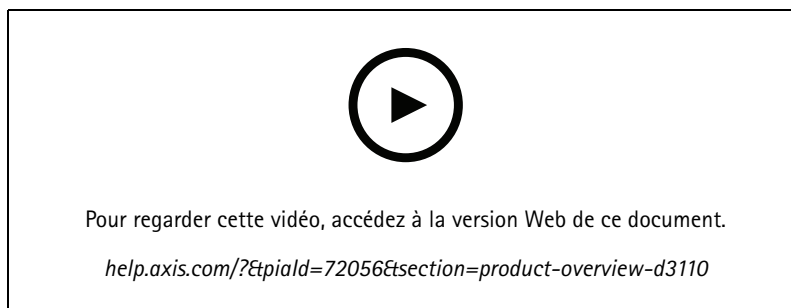 Pour regarder cette vidéo, accédez à la version Web de ce document.
help.axis.com/?&piaId=72056&section=product-overview-d3110